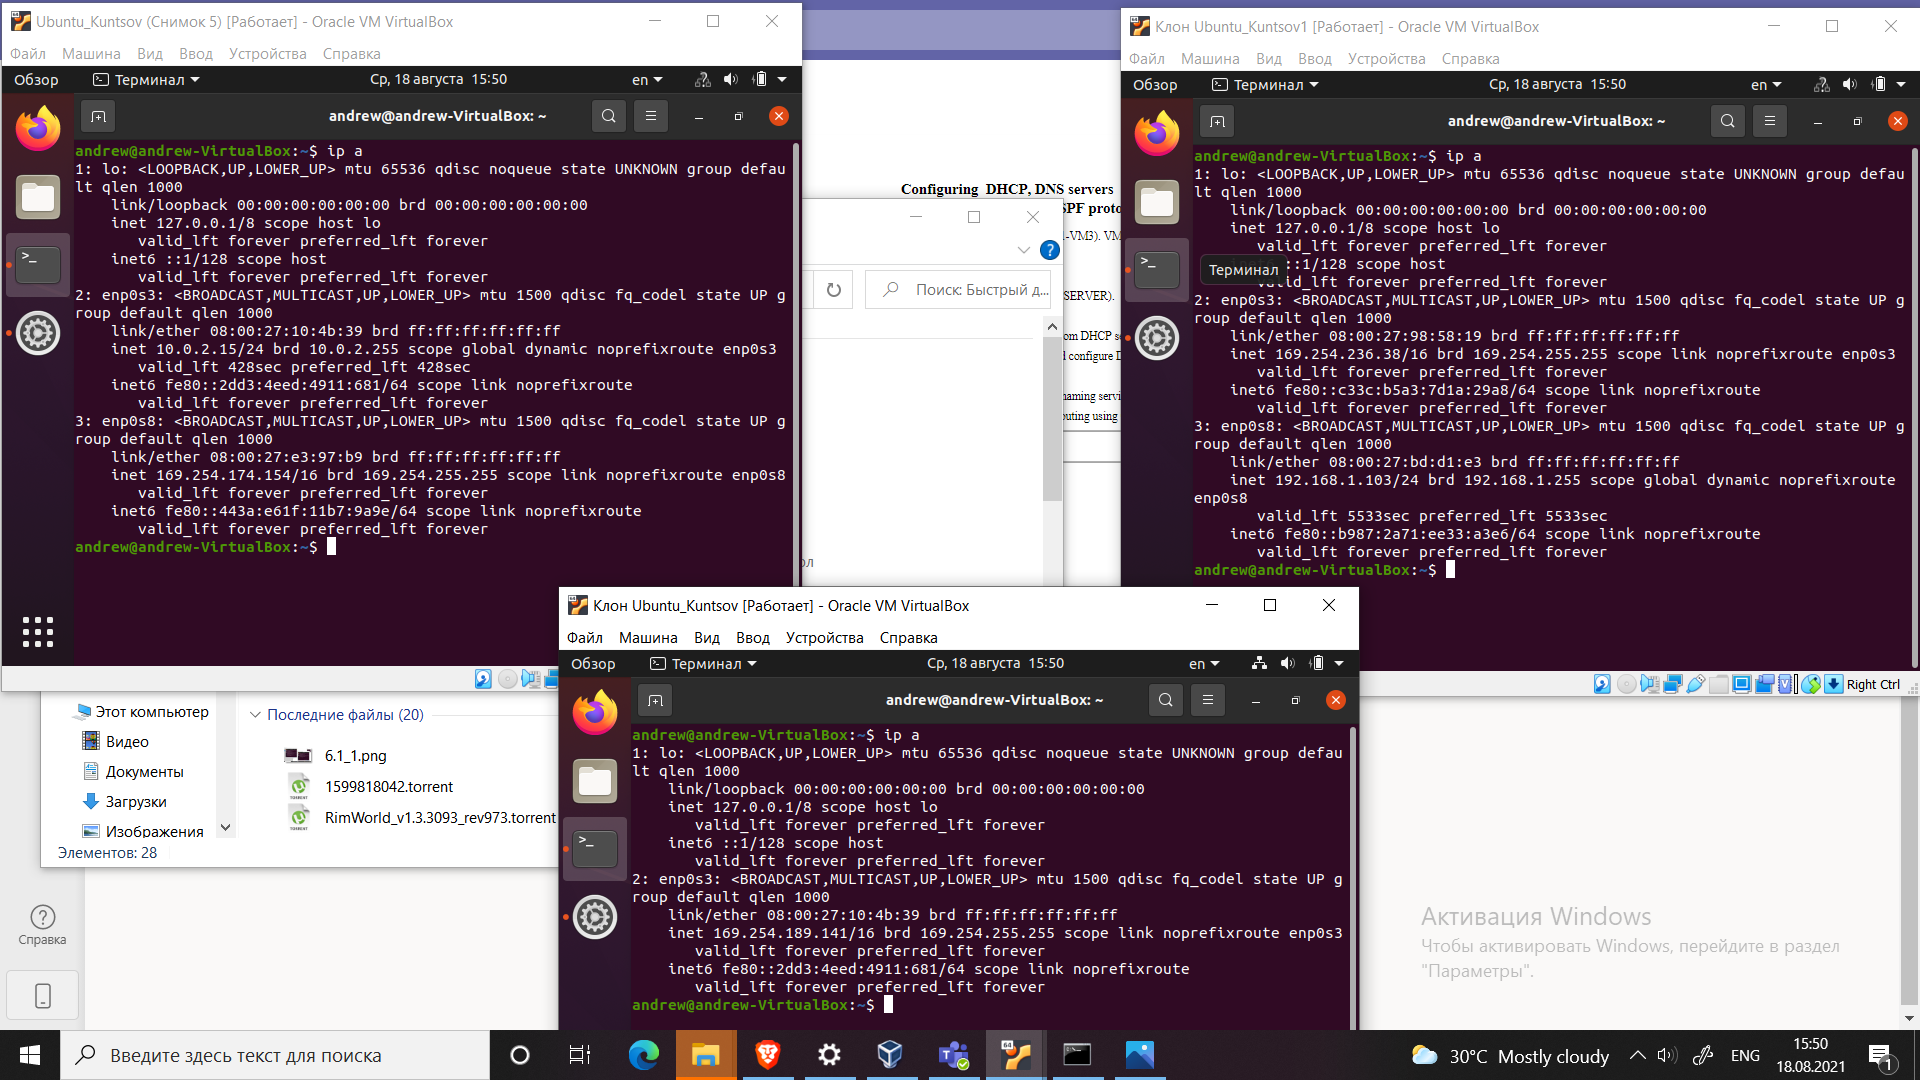 Ubuntu_Kuntsov (Снимок 5) [Работает] - Oracle VM VirtualBox
Файл Машина Вид Ввод Устройства Справка
Обзор Терминал Ср, 18 августа 15:50 en
andrew@andrew-VirtualBox: ~
andrew@andrew-VirtualBox:~$ ip a
1: lo: <LOOPBACK,UP,LOWER_UP> mtu 65536 qdisc noqueue state UNKNOWN group defau
lt qlen 1000
link/loopback 00:00:00:00:00:00 brd 00:00:00:00:00:00
inet 127.0.0.1/8 scope host lo
valid_lft forever preferred_lft forever
inet6 ::1/128 scope host
valid_lft forever preferred_lft forever
2: enp0s3: <BROADCAST,MULTICAST,UP,LOWER_UP> mtu 1500 qdisc fq_codel state UP g
roup default qlen 1000
link/ether 08:00:27:10:4b:39 brd ff:ff:ff:ff:ff:ff
inet 10.0.2.15/24 brd 10.0.2.255 scope global dynamic noprefixroute enp0s3
valid_lft 428sec preferred_lft 428sec
inet6 fe80::2dd3:4eed:4911:681/64 scope link noprefixroute
valid_lft forever preferred_lft forever
3: enp0s8: <BROADCAST,MULTICAST,UP,LOWER_UP> mtu 1500 qdisc fq_codel state UP g
roup default qlen 1000
link/ether 08:00:27:e3:97:b9 brd ff:ff:ff:ff:ff:ff
inet 169.254.174.154/16 brd 169.254.255.255 scope link noprefixroute enp0s8
valid_lft forever preferred_lft forever
inet6 fe80::443a:e61f:11b7:9a9e/64 scope link noprefixroute
valid_lft forever preferred_lft forever
andrew@andrew-VirtualBox:~$
Configuring DHCP, DNS servers
SPF proto
1-VM3). VM
Поиск: Быстрый д...
SERVER).
om DHCP se
d configure D
naming servi
outing using
ол
Клон Ubuntu_Kuntsov1 [Работает] - Oracle VM VirtualBox
Файл Машина Вид Ввод Устройства Справка
Обзор Терминал Ср, 18 августа 15:50 en
andrew@andrew-VirtualBox: ~
andrew@andrew-VirtualBox:~$ ip a
1: lo: <LOOPBACK,UP,LOWER_UP> mtu 65536 qdisc noqueue state UNKNOWN group defau
lt qlen 1000
link/loopback 00:00:00:00:00:00 brd 00:00:00:00:00:00
inet 127.0.0.1/8 scope host lo
valid_lft forever preferred_lft forever
Терминал ::1/128 scope host
valid_lft forever preferred_lft forever
2: enp0s3: <BROADCAST,MULTICAST,UP,LOWER_UP> mtu 1500 qdisc fq_codel state UP g
roup default qlen 1000
link/ether 08:00:27:98:58:19 brd ff:ff:ff:ff:ff:ff
inet 169.254.236.38/16 brd 169.254.255.255 scope link noprefixroute enp0s3
valid_lft forever preferred_lft forever
inet6 fe80::c33c:b5a3:7d1a:29a8/64 scope link noprefixroute
valid_lft forever preferred_lft forever
3: enp0s8: <BROADCAST,MULTICAST,UP,LOWER_UP> mtu 1500 qdisc fq_codel state UP g
roup default qlen 1000
link/ether 08:00:27:bd:d1:e3 brd ff:ff:ff:ff:ff:ff
inet 192.168.1.103/24 brd 192.168.1.255 scope global dynamic noprefixroute
enp0s8
valid_lft 5533sec preferred_lft 5533sec
inet6 fe80::b987:2a71:ee33:a3e6/64 scope link noprefixroute
valid_lft forever preferred_lft forever
andrew@andrew-VirtualBox:~$
Right Ctrl
Клон Ubuntu_Kuntsov [Работает] - Oracle VM VirtualBox
Файл Машина Вид Ввод Устройства Справка
Обзор Терминал Ср, 18 августа 15:50 en
andrew@andrew-VirtualBox: ~
andrew@andrew-VirtualBox:~$ ip a
1: lo: <LOOPBACK,UP,LOWER_UP> mtu 65536 qdisc noqueue state UNKNOWN group defau
lt qlen 1000
link/loopback 00:00:00:00:00:00 brd 00:00:00:00:00:00
inet 127.0.0.1/8 scope host lo
valid_lft forever preferred_lft forever
inet6 ::1/128 scope host
valid_lft forever preferred_lft forever
2: enp0s3: <BROADCAST,MULTICAST,UP,LOWER_UP> mtu 1500 qdisc fq_codel state UP g
roup default qlen 1000
link/ether 08:00:27:10:4b:39 brd ff:ff:ff:ff:ff:ff
inet 169.254.189.141/16 brd 169.254.255.255 scope link noprefixroute enp0s3
valid_lft forever preferred_lft forever
inet6 fe80::2dd3:4eed:4911:681/64 scope link noprefixroute
valid_lft forever preferred_lft forever
andrew@andrew-VirtualBox:~$
Этот компьютер
Видео
Документы
Загрузки
Изображения
Последние файлы (20)
6.1_1.png
1599818042.torrent
RimWorld_v1.3.3093_rev973.torrent
Элементов: 28
Справка
Активация Windows
Чтобы активировать Windows, перейдите в раздел
"Параметры".
Введите здесь текст для поиска
30°C Mostly cloudy
ENG
15:50
18.08.2021
1